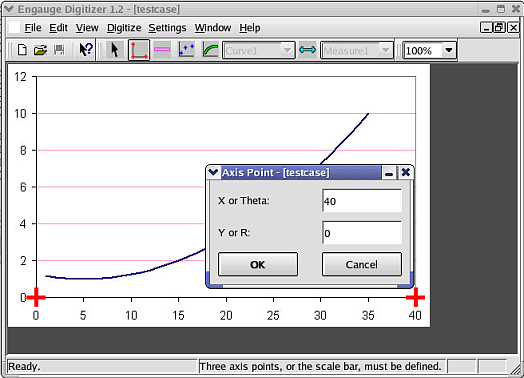 Engauge Digitizer 1.2 - [testcase]
File Edit View Digitize Settings Window Help
Curve1 Measure1 100%
12
10
8
6
4
2
0
0 5 10 15 20 25 30 35 40
Axis Point - [testcase]
X or Theta: 40
Y or R: 0
OK Cancel
Ready. Three axis points, or the scale bar, must be defined.